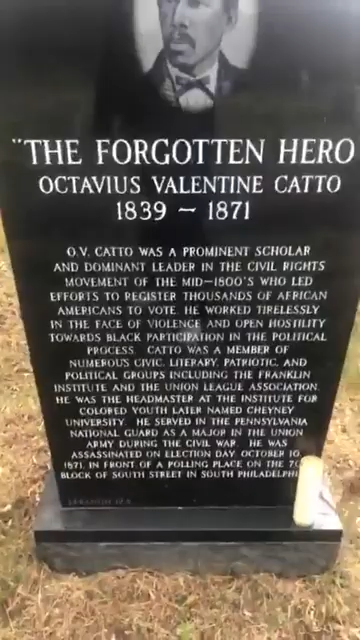 "THE FORGOTTEN HERO
OCTAVIUS VALENTINE CATTO
1839 ~ 1871
O.V. CATTO WAS A PROMINENT SCHOLAR
AND DOMINANT LEADER IN THE CIVIL RIGHTS
MOVEMENT OF THE MID-1800'S WHO LED
EFFORTS TO REGISTER THOUSANDS OF AFRICAN
AMERICANS TO VOTE. HE WORKED TIRELESSLY
IN THE FACE OF VIOLENCE AND OPEN HOSTILITY
TOWARDS BLACK PARTICIPATION IN THE POLITICAL
PROCESS. CATTO WAS A MEMBER OF
NUMEROUS CIVIC, LITERARY, PATRIOTIC, AND
POLITICAL GROUPS INCLUDING THE FRANKLIN
INSTITUTE AND THE UNION LEAGUE ASSOCIATION.
HE WAS THE HEADMASTER AT THE INSTITUTE FOR
COLORED YOUTH LATER NAMED CHEYNEY
UNIVERSITY. HE SERVED IN THE PENNSYLVANIA
NATIONAL GUARD AS A MAJOR IN THE UNION
ARMY DURING THE CIVIL WAR. HE WAS
ASSASSINATED ON ELECTION DAY, OCTOBER 10,
1871, IN FRONT OF A POLLING PLACE ON THE
BLOCK OF SOUTH STREET IN SOUTH